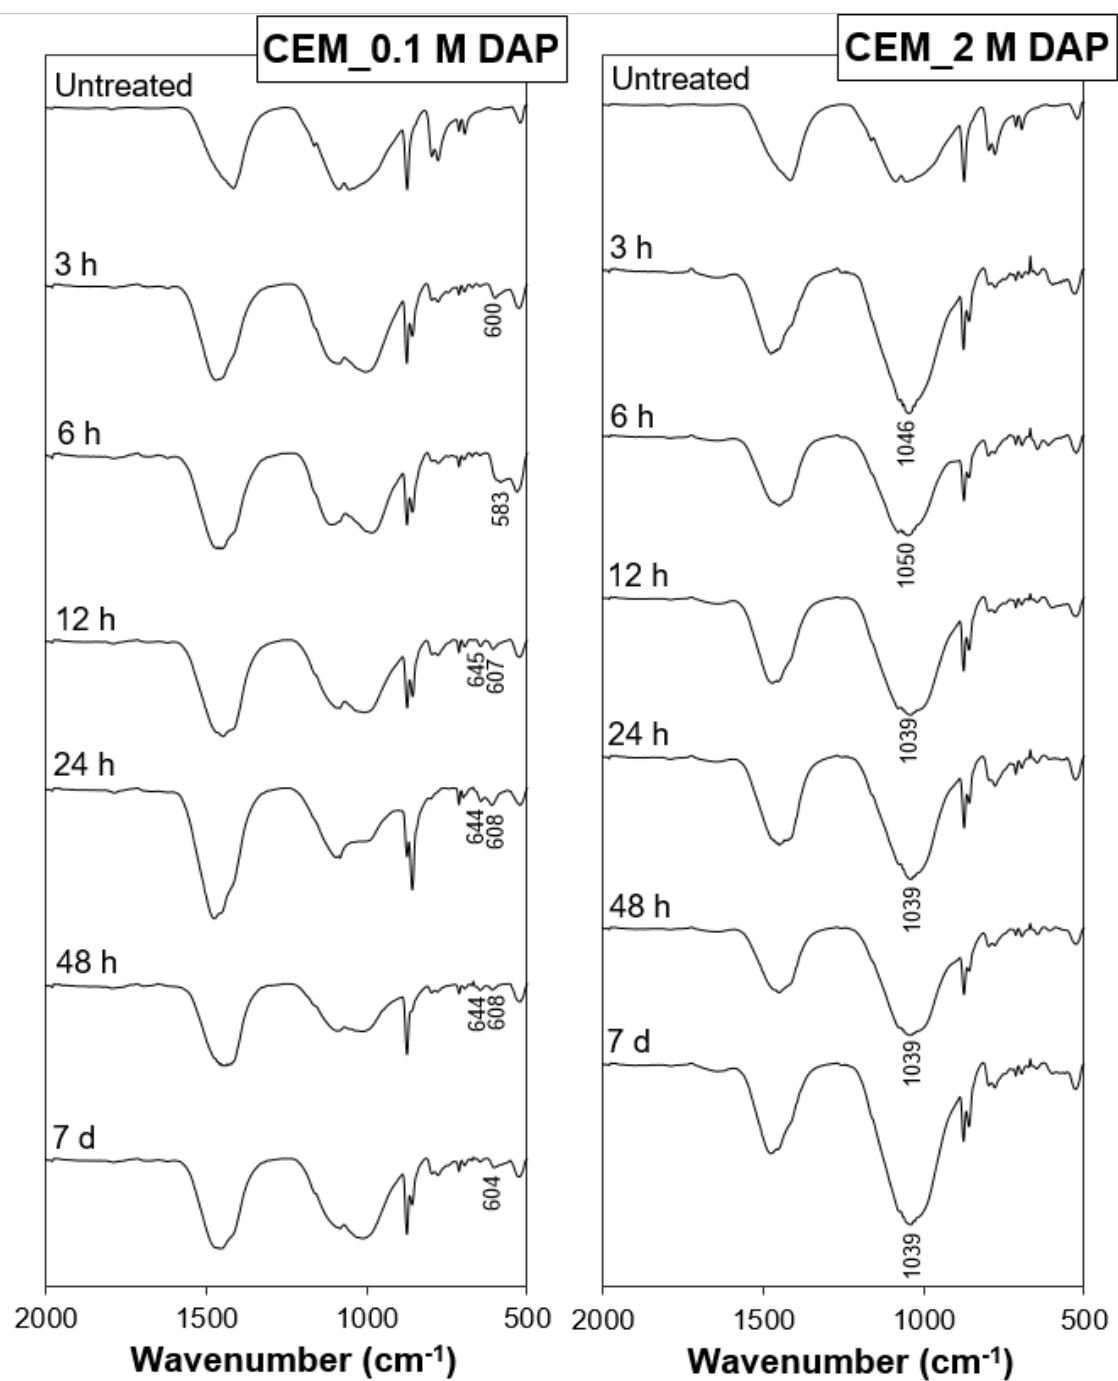 CEM_0.1 M DAP
Untreated
3 h
600
6 h
583
12 h
645
607
24 h
644
608
48 h
644
608
7 d
604
2000 1500 1000 500
Wavenumber (cm-1)
CEM_2 M DAP
Untreated
3 h
1046
6 h
1050
12 h
1039
24 h
1039
48 h
1039
7 d
1039
2000 1500 1000 500
Wavenumber (cm-1)